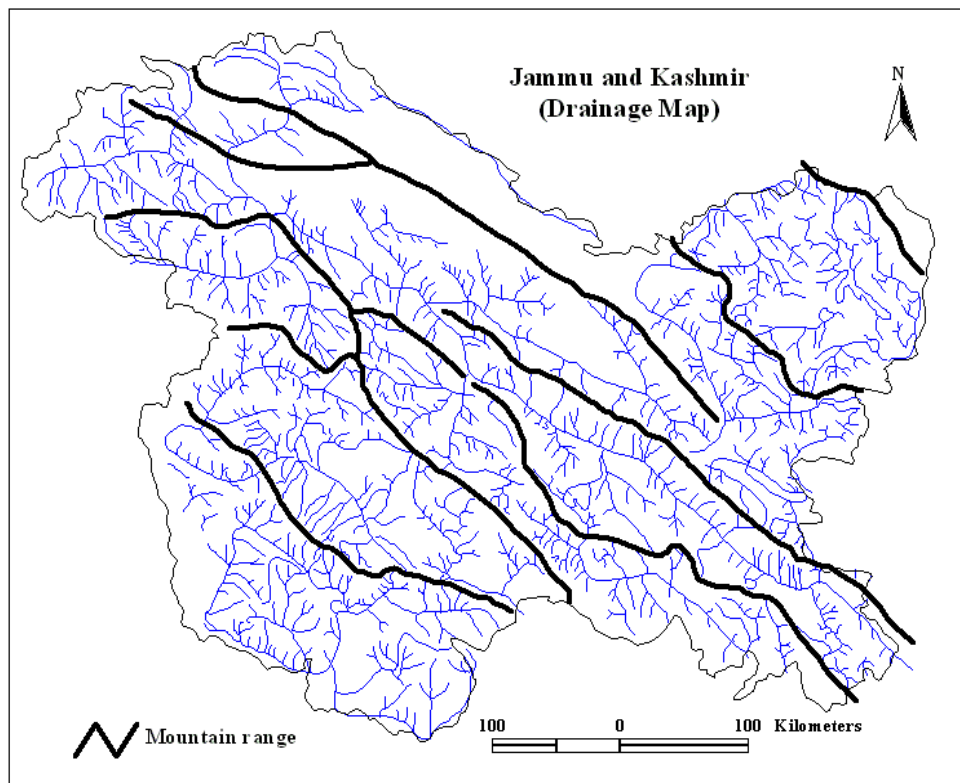 Jammu and Kashmir
(Drainage Map)
N
Mountain range
100 0 100 Kilometers